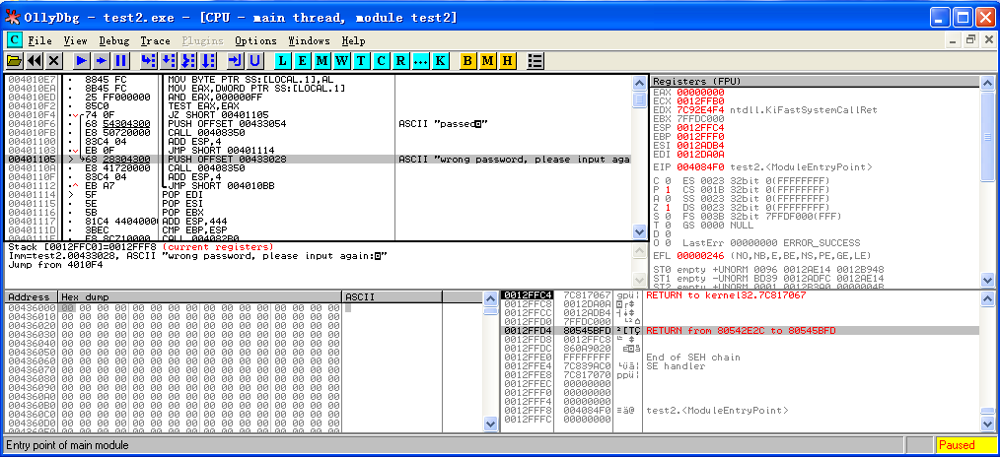 OllyDbg - test2.exe - [CPU - main thread, module test2]
C File View Debug Trace Plugins Options Windows Help
L E M W T C R ... K B M H
004010E7 8845 FC MOV BYTE PTR SS:[LOCAL.1],AL
004010EA 8B45 FC MOV EAX,DWORD PTR SS:[LOCAL.1]
004010ED 25 FF000000 AND EAX,000000FF
004010F2 85C0 TEST EAX,EAX
004010F4 74 0F JZ SHORT 00401105
004010F6 68 54304300 PUSH OFFSET 00433054 ASCII "passed"
004010FB E8 50720000 CALL 00408350
00401100 83C4 04 ADD ESP,4
00401103 EB 0F JMP SHORT 00401114
00401105 > 68 28304300 PUSH OFFSET 00433028 ASCII "wrong password, please input agai
0040110A E8 41720000 CALL 00408350
0040110F 83C4 04 ADD ESP,4
00401112 EB A7 JMP SHORT 004010BB
00401114 > 5F POP EDI
00401115 5E POP ESI
00401116 5B POP EBX
00401117 81C4 44040000 ADD ESP,444
0040111D 3BEC CMP EBP,ESP
0040111F E8 8C710000 CALL 004082B0
Stack [0012FFC0]=0012FFF8 (current registers)
Imm=test2.00433028, ASCII "wrong password, please input again:"
Jump from 4010F4
Registers (FPU)
EAX 00000000
ECX 0012FFB0
EDX 7C92E4F4 ntdll.KiFastSystemCallRet
EBX 7FFDC000
ESP 0012FFC4
EBP 0012FFF0
ESI 0012ADB4
EDI 0012DA0A
EIP 004084F0 test2.<ModuleEntryPoint>
C 0 ES 0023 32bit 0(FFFFFFFF)
P 1 CS 001B 32bit 0(FFFFFFFF)
A 0 SS 0023 32bit 0(FFFFFFFF)
Z 1 DS 0023 32bit 0(FFFFFFFF)
S 0 FS 003B 32bit 7FFDF000(FFF)
T 0 GS 0000 NULL
D 0
O 0 LastErr 00000000 ERROR_SUCCESS
EFL 00000246 (NO,NB,E,BE,NS,PE,GE,LE)
ST0 empty +UNORM 0096 0012AE14 0012B948
ST1 empty -UNORM BD39 0012AE14 00000042
Address Hex dump ASCII
00436000 00 00 00 00 00 00 00 00 00 00 00 00 00 00 00 00
00436010 00 00 00 00 00 00 00 00 00 00 00 00 00 00 00 00
00436020 00 00 00 00 00 00 00 00 00 00 00 00 00 00 00 00
00436030 00 00 00 00 00 00 00 00 00 00 00 00 00 00 00 00
00436040 00 00 00 00 00 00 00 00 00 00 00 00 00 00 00 00
00436050 00 00 00 00 00 00 00 00 00 00 00 00 00 00 00 00
00436060 00 00 00 00 00 00 00 00 00 00 00 00 00 00 00 00
00436070 00 00 00 00 00 00 00 00 00 00 00 00 00 00 00 00
00436080 00 00 00 00 00 00 00 00 00 00 00 00 00 00 00 00
00436090 00 00 00 00 00 00 00 00 00 00 00 00 00 00 00 00
004360A0 00 00 00 00 00 00 00 00 00 00 00 00 00 00 00 00
004360B0 00 00 00 00 00 00 00 00 00 00 00 00 00 00 00 00
004360C0 00 00 00 00 00 00 00 00 00 00 00 00 00 00 00 00
004360D0 00 00 00 00 00 00 00 00 00 00 00 00 00 00 00 00
0012FFC4 7C817067 RETURN to kernel32.7C817067
0012FFC8 0012DA0A
0012FFCC 0012ADB4
0012FFD0 7FFDC000
0012FFD4 80545BFD RETURN from 80542E2C to 80545BFD
0012FFD8 0012FFC8
0012FFDC 860A9020
0012FFE0 FFFFFFFF End of SEH chain
0012FFE4 7C839AC0 SE handler
0012FFE8 7C817070
0012FFEC 00000000
0012FFF0 00000000
0012FFF4 00000000
0012FFF8 004084F0 test2.<ModuleEntryPoint>
0012FFFC 00000000
Entry point of main module
Paused